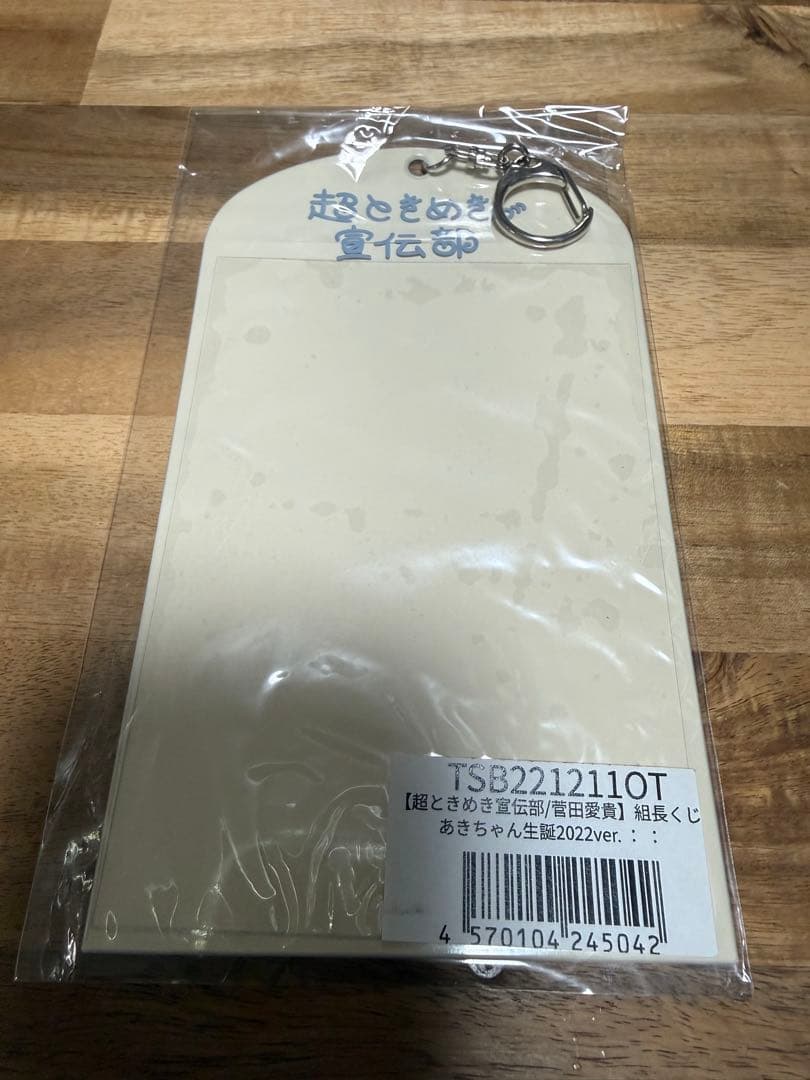 超ときめき
宣伝部
TSB221211OT
【超ときめき宣伝部/菅田愛貴】組長くじ
あきちゃん生誕2022ver.：：
4 570104 245042